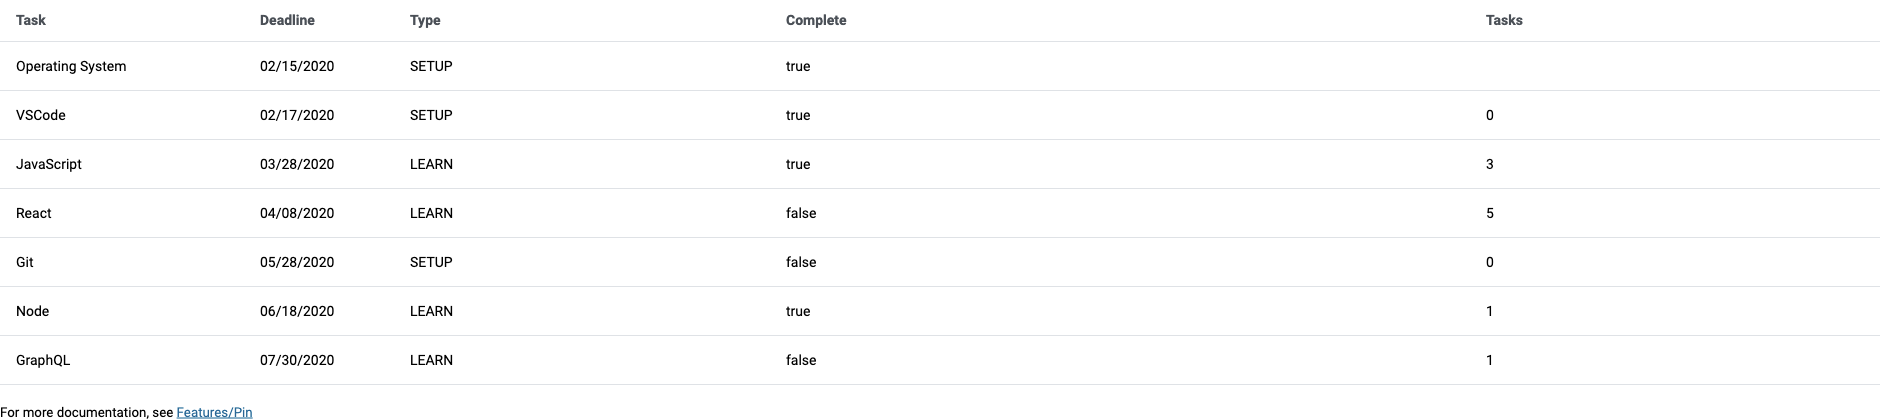 Task Deadline Type Complete Tasks
Operating System 02/15/2020 SETUP true
VSCode 02/17/2020 SETUP true 0
JavaScript 03/28/2020 LEARN true 3
React 04/08/2020 LEARN false 5
Git 05/28/2020 SETUP false 0
Node 06/18/2020 LEARN true 1
GraphQL 07/30/2020 LEARN false 1
For more documentation, see Features/Pin